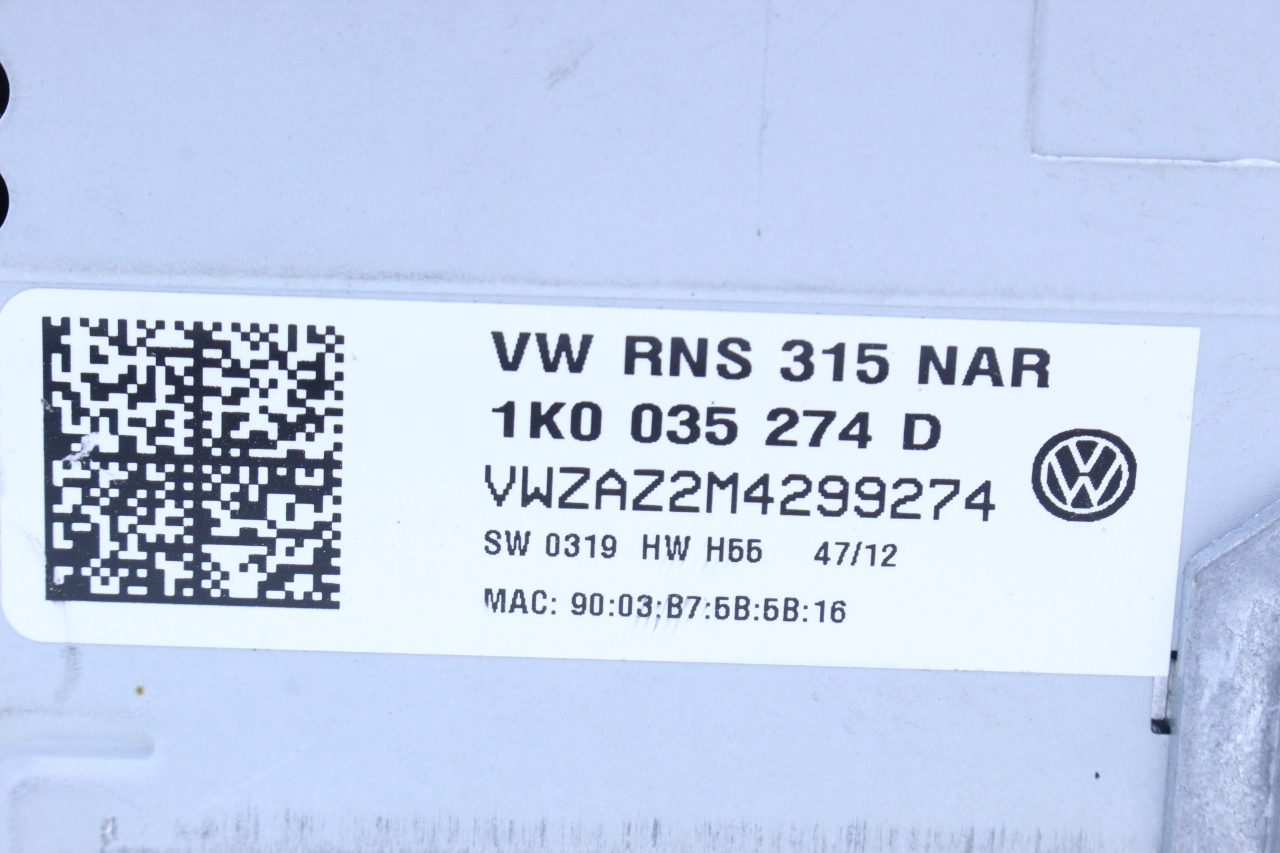 VW RNS 315 NAR
1K0 035 274 D
VWZAZ2M4299274
SW 0319 HW H55 47/12
MAC: 90:03:B7:5B:5B:16